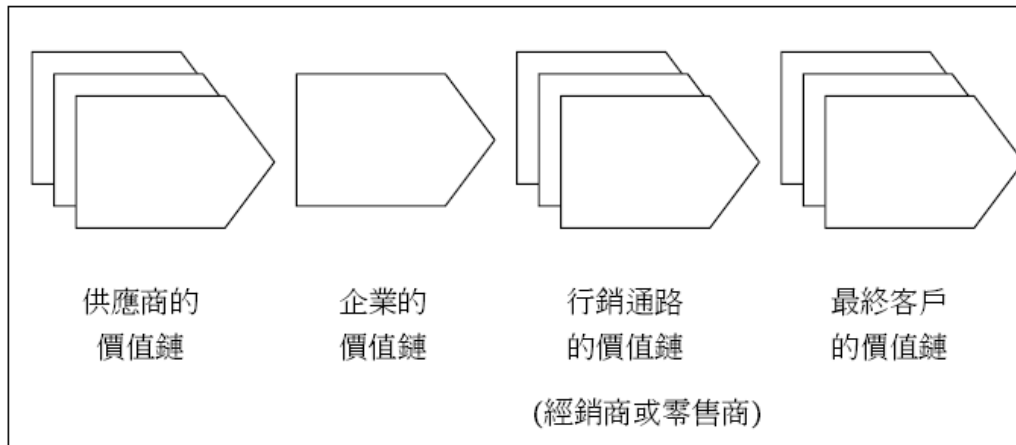 供應商的
價值鏈
企業的
價值鏈
行銷通路
的價值鏈
(經銷商或零售商)
最終客戶
的價值鏈